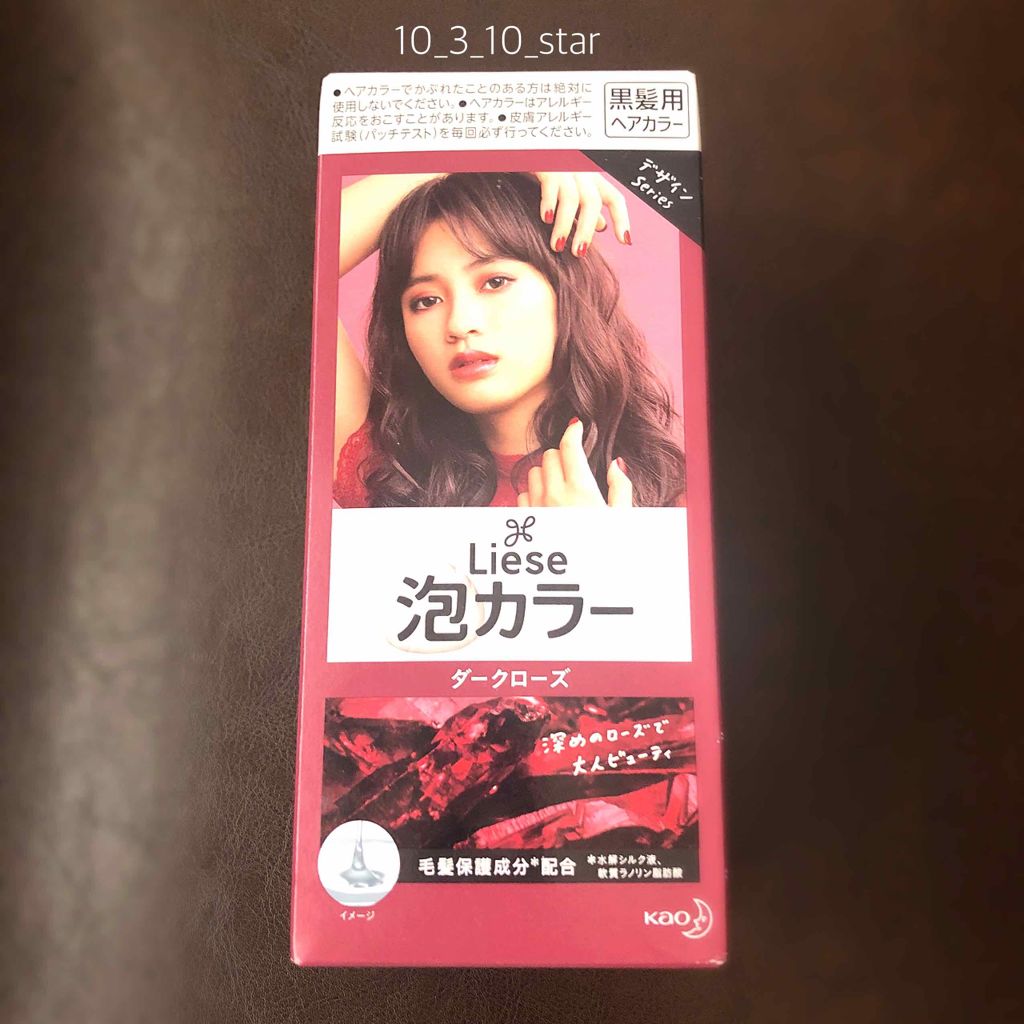 10_3_10_star
●ヘアカラーでかぶれたことのある方は絶対に
使用しないでください。●ヘアカラーはアレルギー
反応をおこすことがあります。●皮膚アレルギー
試験(パッチテスト)を毎回必ず行ってください。
黒髪用
ヘアカラー
デザイン
Series
Liese
泡カラー
ダークローズ
深めのローズで
大人ビューティ
毛髪保護成分*配合
*水解シルク液、
軟質ラノリン脂肪酸
イメージ
Kao